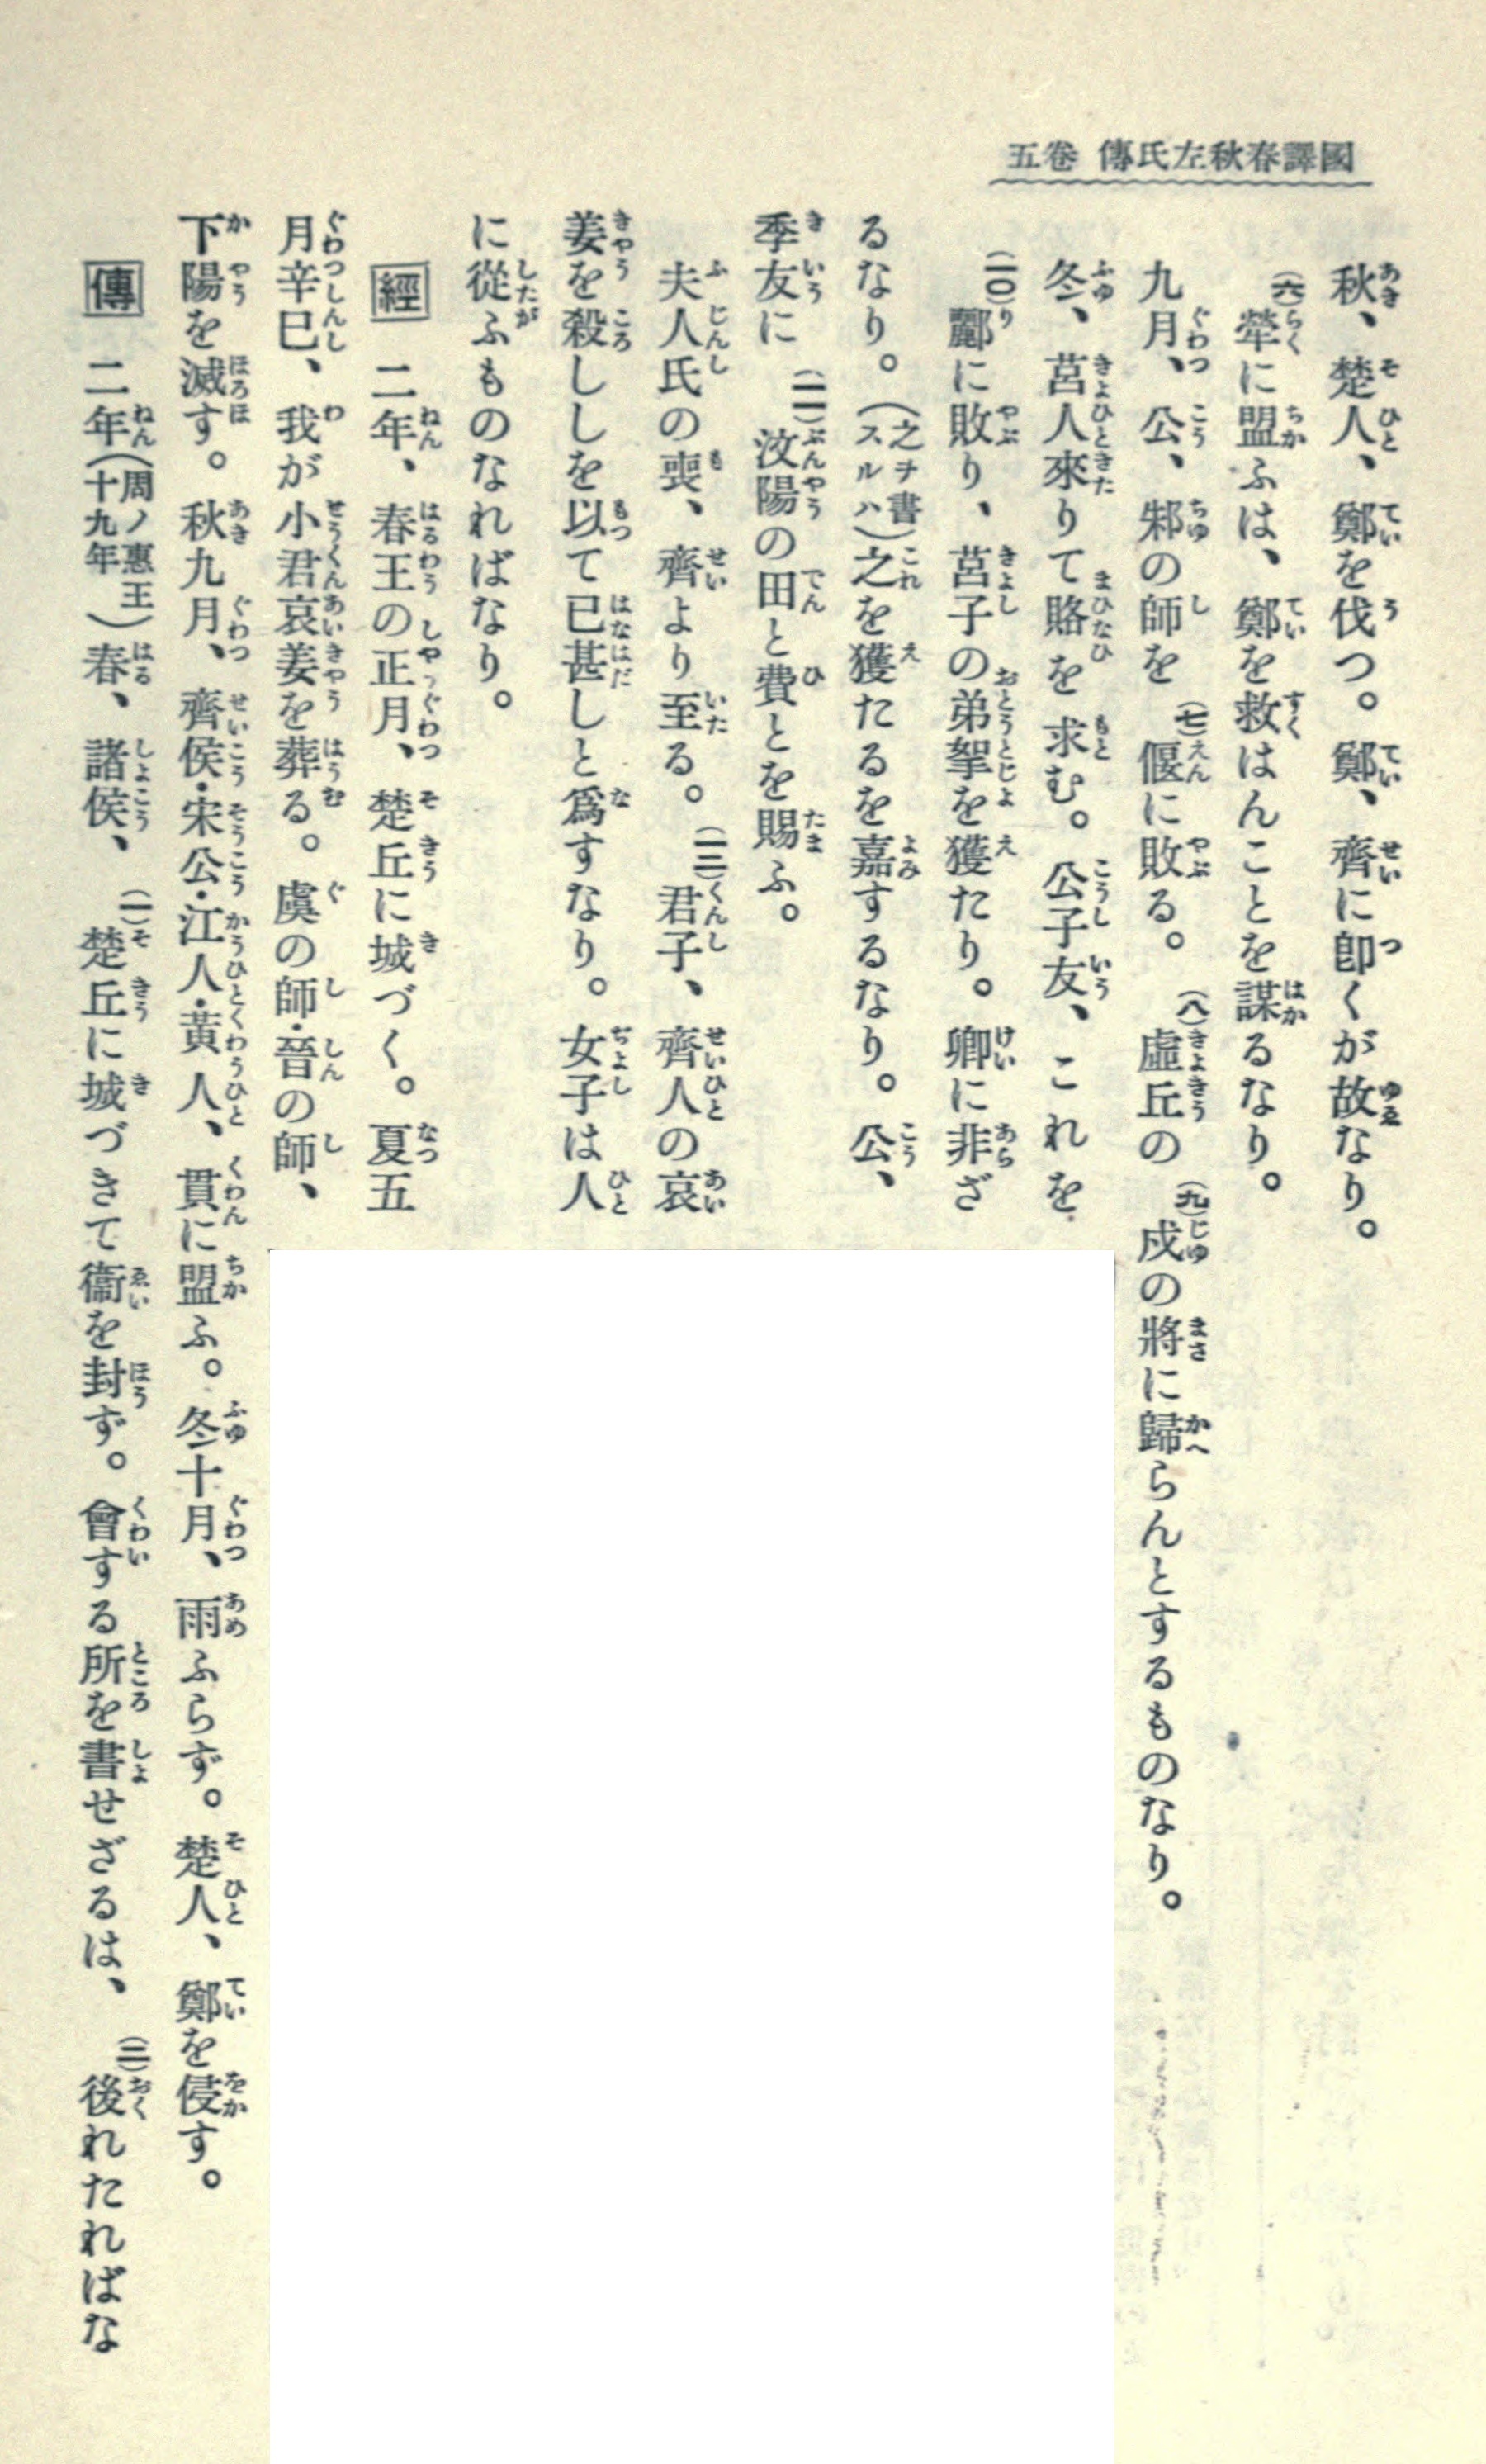 國譯春秋左氏傳 卷五
秋、楚人、鄭を伐つ。鄭、齊に卽くが故なり。
(六)犖に盟ふは、鄭を救はんことを謀るなり。
九月、公、邾の師を(七)偃に敗る。(八)虛丘の(九)戍の將に歸らんとするものなり。
冬、莒人來りて賂を求む。公子友、これを
(一〇)酈に敗り、莒子の弟挐を獲たり。卿に非ざ
るなり。(之ヲ書スルハ)之を獲たるを嘉するなり。公、
季友に(一一)汶陽の田と費とを賜ふ。
夫人氏の喪、齊より至る。(一二)君子、齊人の哀
姜を殺ししを以て已甚しと爲すなり。女子は人
に從ふものなればなり。
經 二年、春王の正月、楚丘に城づく。夏五
月辛巳、我が小君哀姜を葬る。虞の師・晉の師、
下陽を滅す。秋九月、齊侯・宋公・江人・黃人、貫に盟ふ。冬十月、雨ふらず。楚人、鄭を侵す。
傳 二年(周ノ惠王十九年)春、諸侯、(一)楚丘に城づきて衞を封ず。會する所を書せざるは、(二)後れたればな